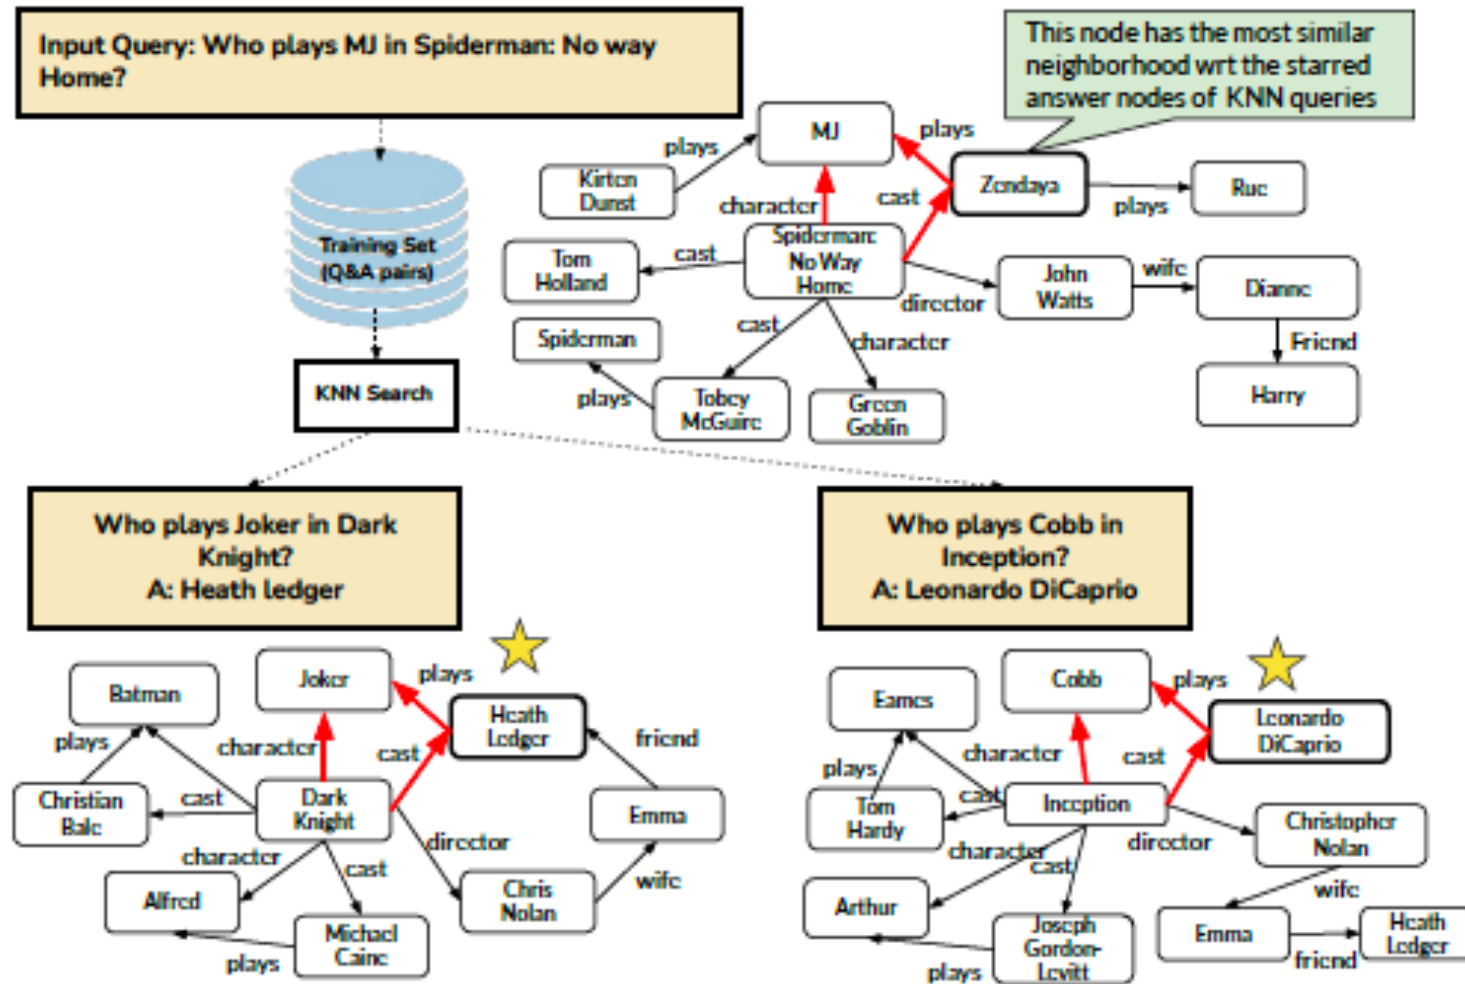 Input Query: Who plays MJ in Spiderman: No way
Home?
This node has the most similar
neighborhood wrt the starred
answer nodes of KNN queries
MJ
plays
plays
Kirten
Dunst
Zendaya
plays
Rue
character
cast
Training Set
(Q&A pairs)
Tom
Holland
cast
Spiderman:
No Way
Home
director
John
Watts
wife
Dianne
Friend
Harry
Spiderman
cast
character
plays
Tobey
McGuire
Green
Goblin
KNN Search
Who plays Joker in Dark
Knight?
A: Heath ledger
Who plays Cobb in
Inception?
A: Leonardo DiCaprio
Batman
Joker
plays
Heath
Ledger
friend
plays
character
cast
Christian
Bale
cast
Dark
Knight
Emma
director
character
cast
wife
Alfred
Chris
Nolan
Michael
Caine
plays
Eames
Cobb
plays
Leonardo
DiCaprio
character
cast
plays
Tom
Hardy
cast
Inception
Christopher
Nolan
director
character
cast
wife
Arthur
Joseph
Gordon-
Levitt
Emma
friend
Heath
Ledger
plays